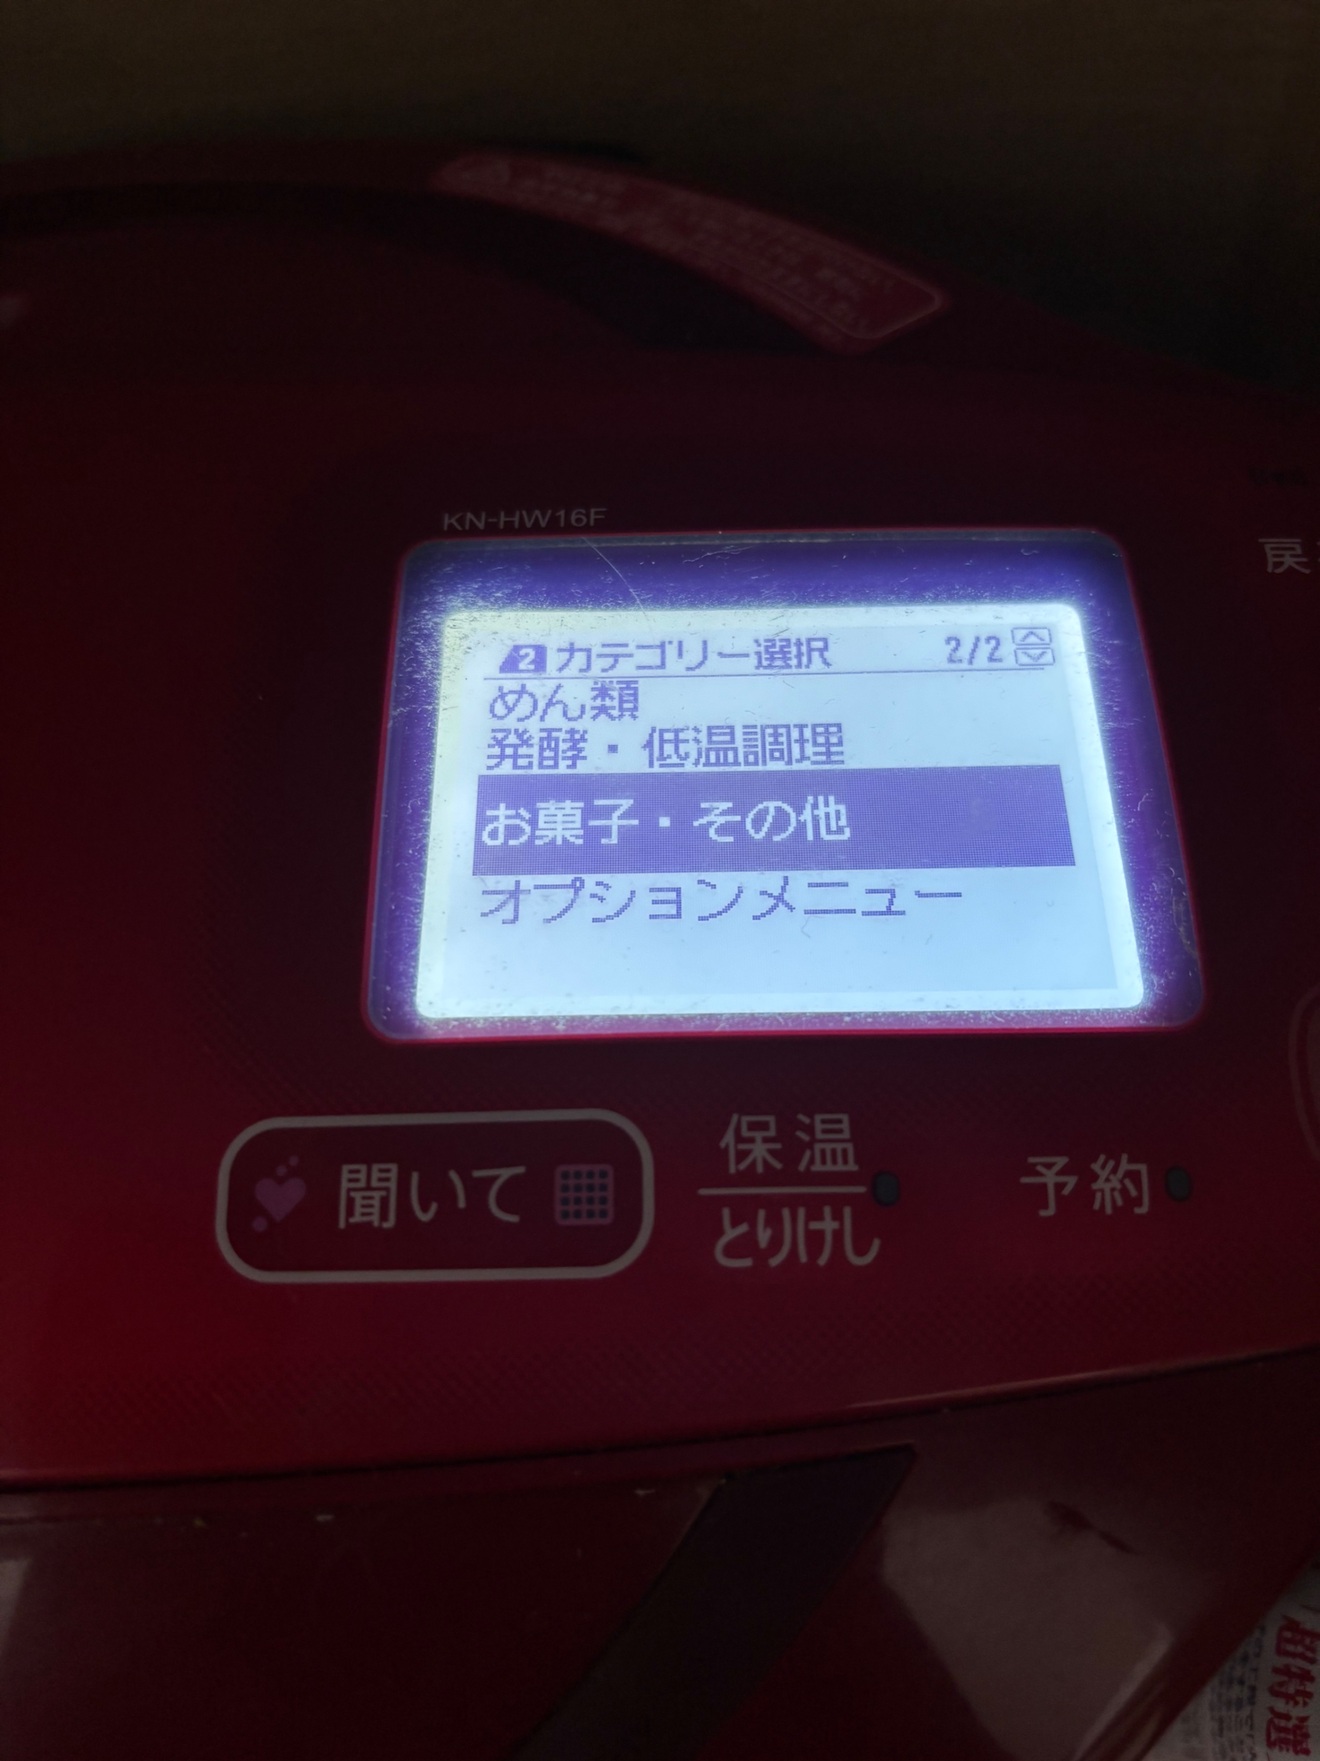 KN-HW16F
戻
2 カテゴリー選択 2/2
めん類
発酵・低温調理
お菓子・その他
オプションメニュー
聞いて
保温
とりけし
予約
超特選